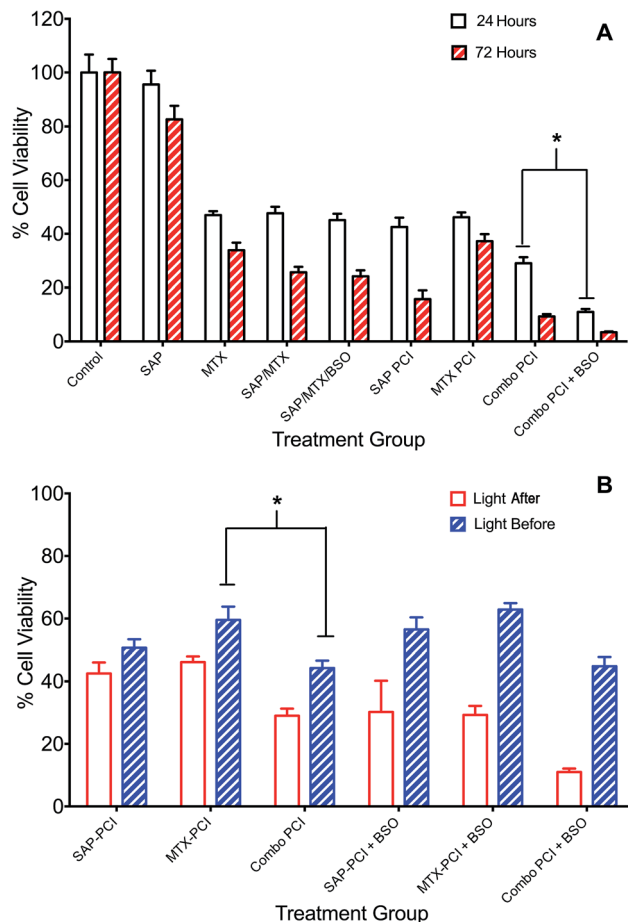 A
24 Hours
72 Hours
120
100
80
60
40
20
0
% Cell Viability
*
Control
SAP
MTX
SAP/MTX
SAP/MTX/BSO
SAP PCI
MTX PCI
Combo PCI
Combo PCI + BSO
Treatment Group
B
Light After
Light Before
100
80
60
40
20
0
% Cell Viability
*
SAP-PCI
MTX-PCI
Combo PCI
SAP-PCI + BSO
MTX-PCI + BSO
Combo PCI + BSO
Treatment Group